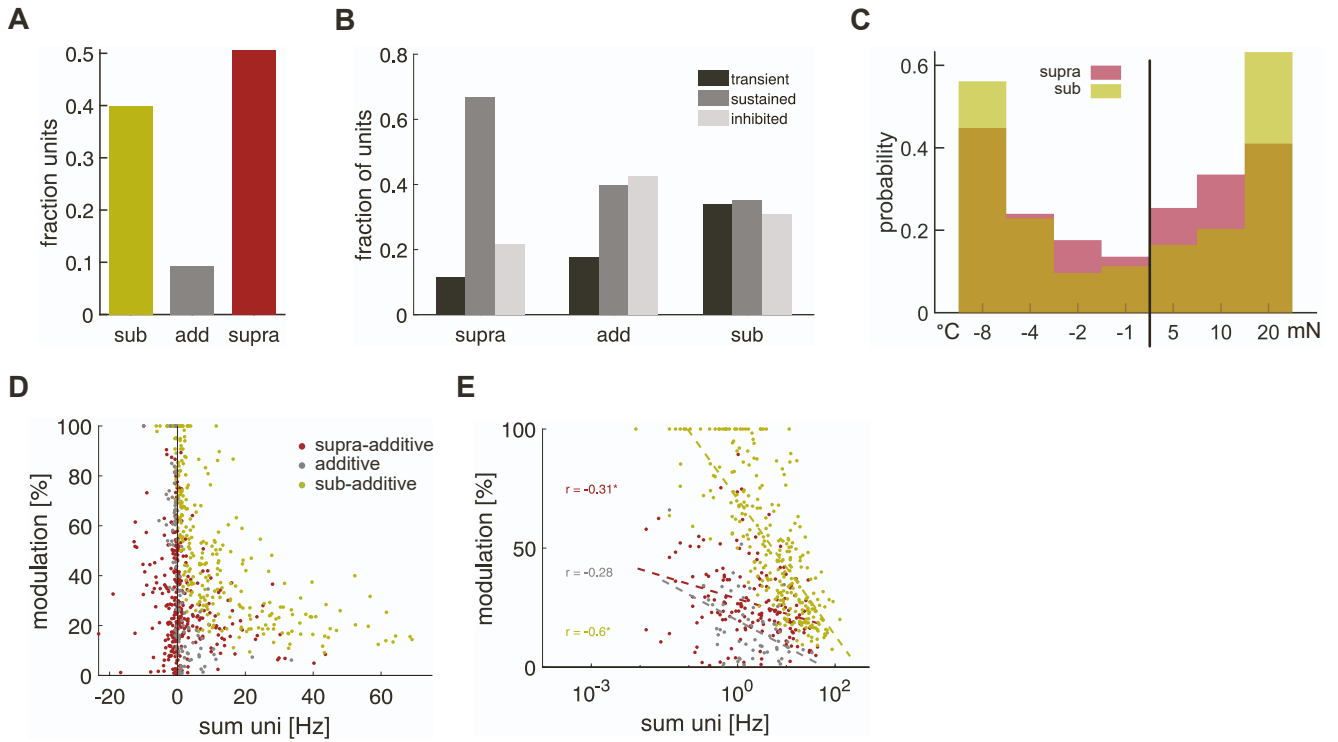 A
fraction units
0.5
0.4
0.3
0.2
0.1
0
sub add supra
B
fraction of units
0.8
0.6
0.4
0.2
0
transient
sustained
inhibited
supra add sub
C
probability
0.6
0.4
0.2
0
supra
sub
°C -8 -4 -2 -1 5 10 20 mN
D
modulation [%]
100
80
60
40
20
0
supra-additive
additive
sub-additive
-20 0 20 40 60
sum uni [Hz]
E
modulation [%]
100
50
0
r = -0.31*
r = -0.28
r = -0.6*
10-3 100 102
sum uni [Hz]